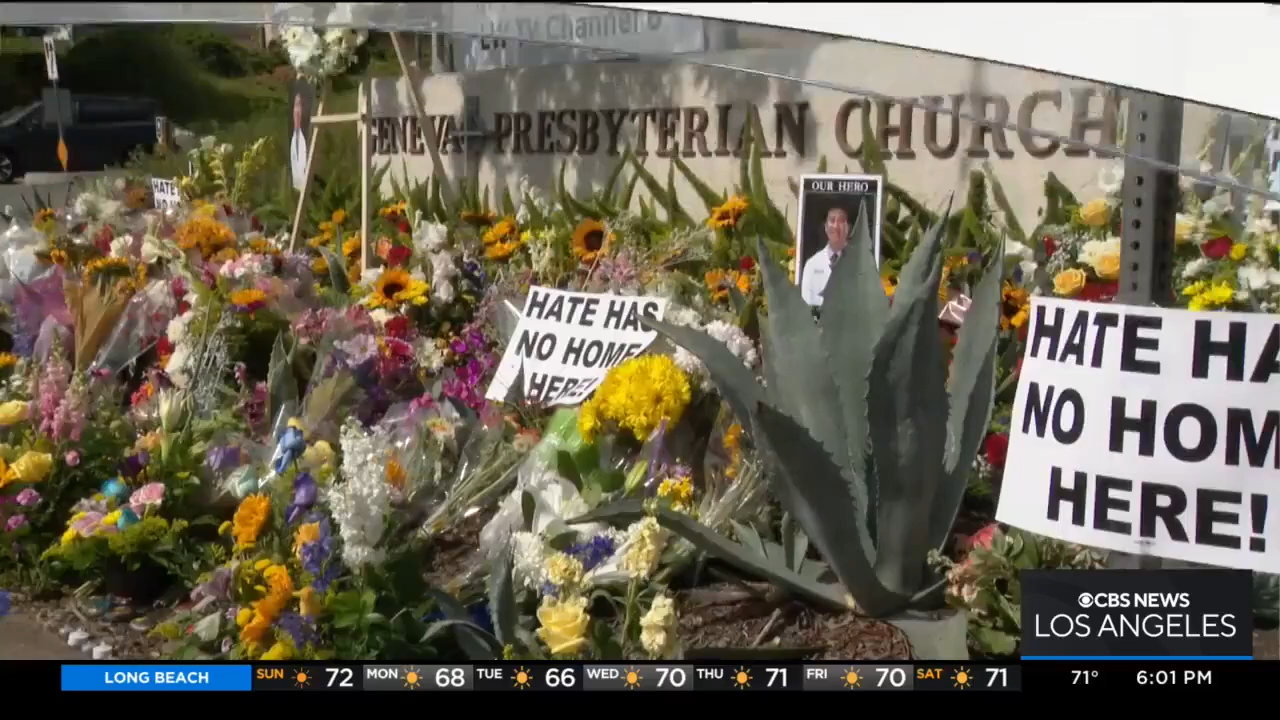 Channel 6
GENEVA PRESBYTERIAN CHURCH
OUR HERO
HATE
HATE HAS
NO HOME
HERE!
HATE HA
NO HOM
HERE!
CBS NEWS
LOS ANGELES
LONG BEACH
SUN 72 MON 68 TUE 66 WED 70 THU 71 FRI 70 SAT 71
71° 6:01 PM